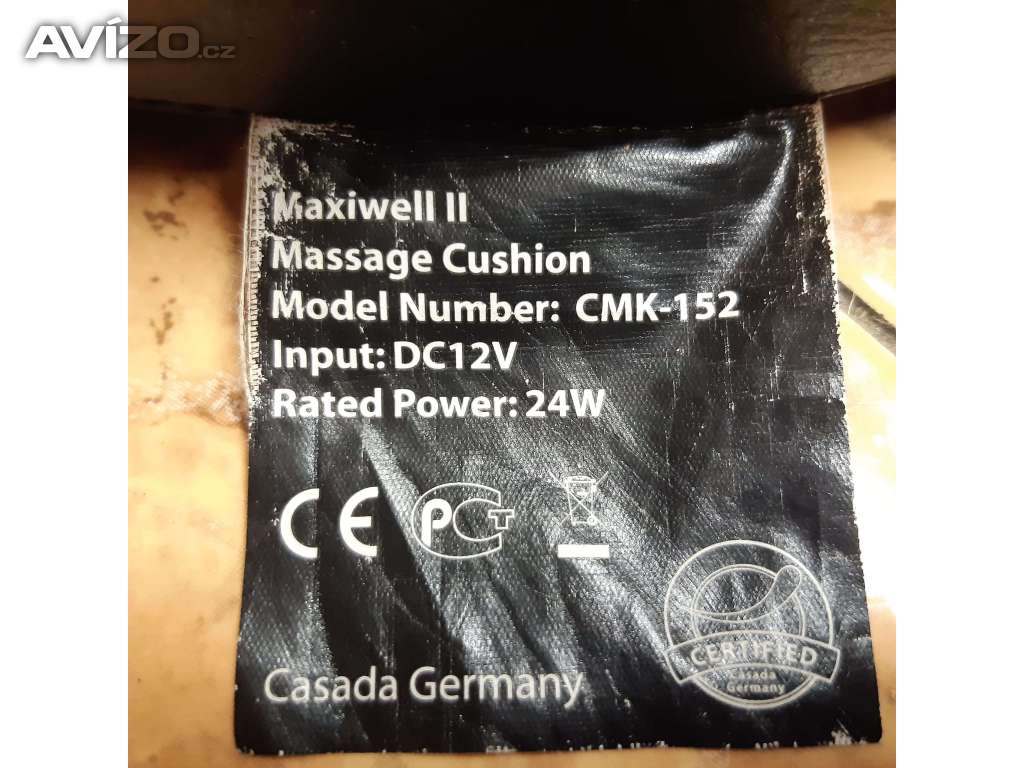 AVÍZO.cz
Maxiwell II
Massage Cushion
Model Number: CMK-152
Input: DC12V
Rated Power: 24W
CE PCT
CERTIFIED
Casada
Germany
Casada Germany